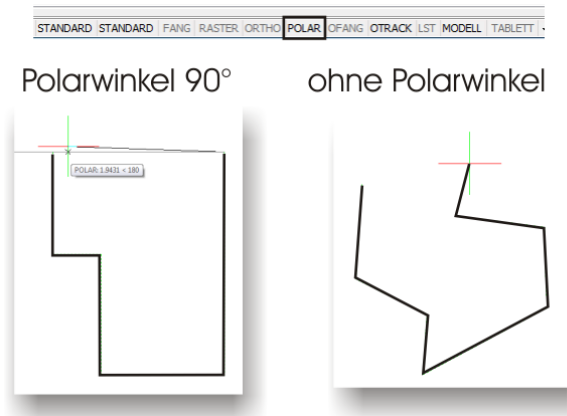 STANDARD STANDARD FANG RASTER ORTHO POLAR OFANG OTRACK LST MODELL TABLETT
Polarwinkel 90° ohne Polarwinkel
POLAR: 1.9431 < 180